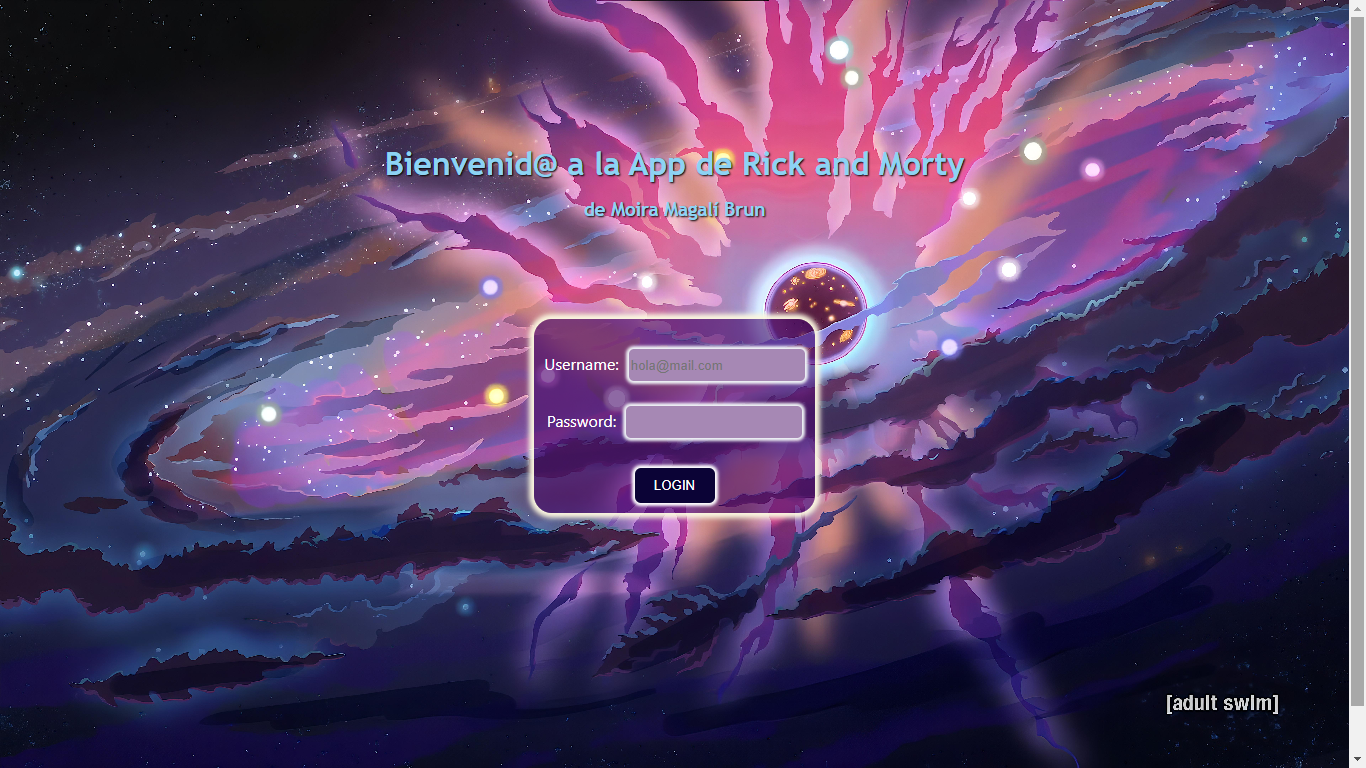 Bienvenid@ a la App de Rick and Morty
de Moira Magalí Brun
Username: hola@mail.com
Password:
LOGIN
[adult swim]